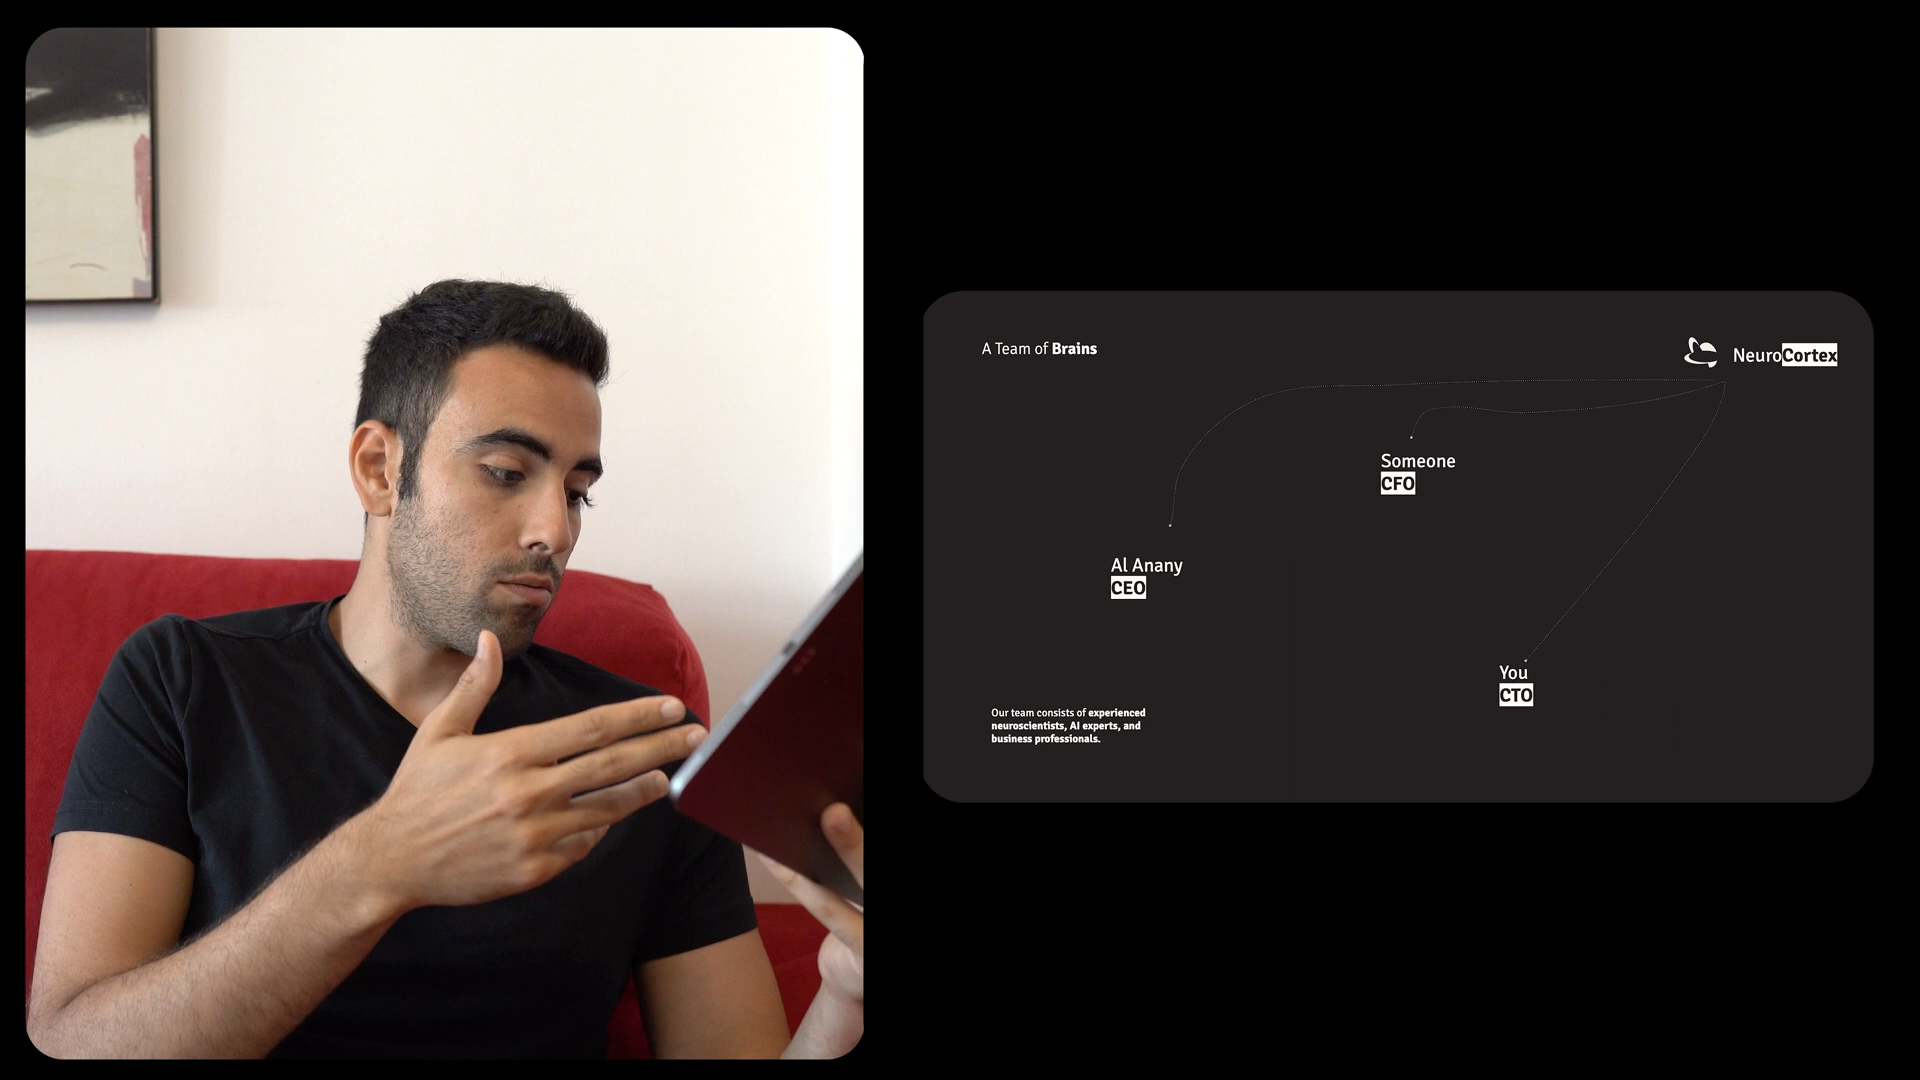 A Team of Brains
NeuroCortex
Someone
CFO
Al Anany
CEO
You
CTO
Our team consists of experienced
neuroscientists, AI experts, and
business professionals.